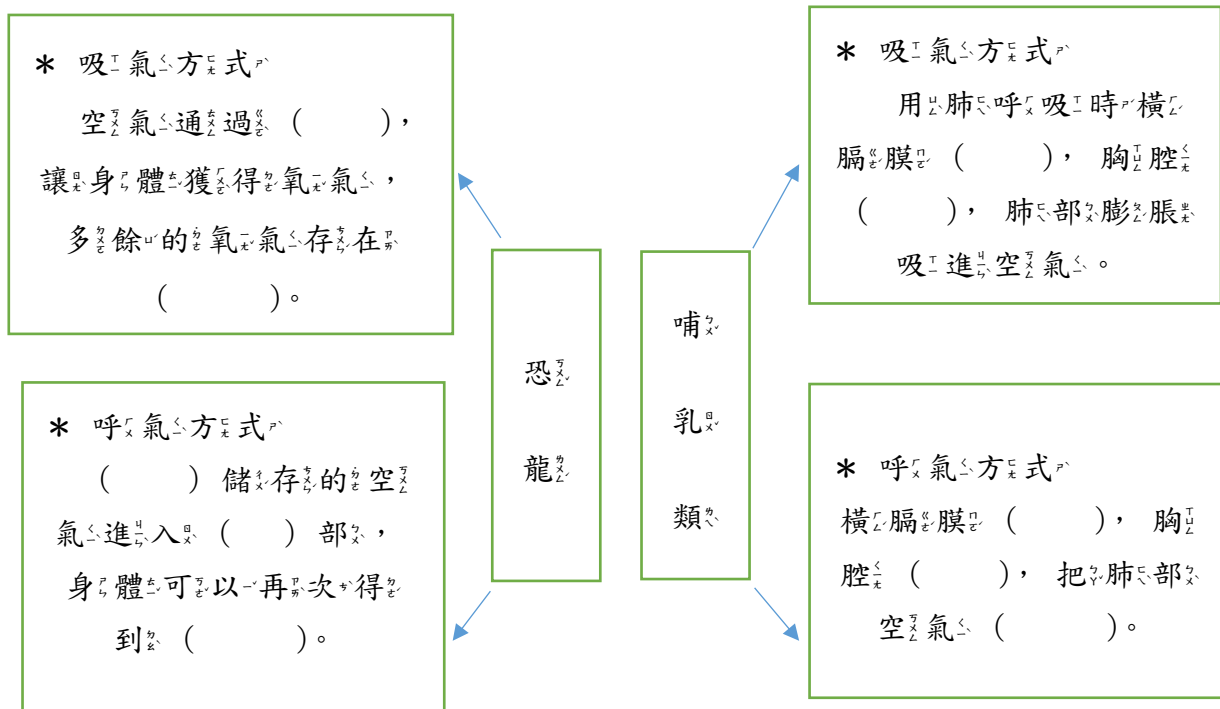 * 吸氣方式
空氣通過 (　　　),
讓身體獲得氧氣,
多餘的氧氣存在
(　　　)。
* 呼氣方式
(　　　) 儲存的空
氣進入 (　　) 部,
身體可以再次得
到 (　　　)。
恐
龍
哺
乳
類
* 吸氣方式
用肺呼吸時橫
膈膜 (　　　), 胸腔
(　　　), 肺部膨脹
吸進空氣。
* 呼氣方式
橫膈膜 (　　　), 胸
腔 (　　　), 把肺部
空氣 (　　　)。